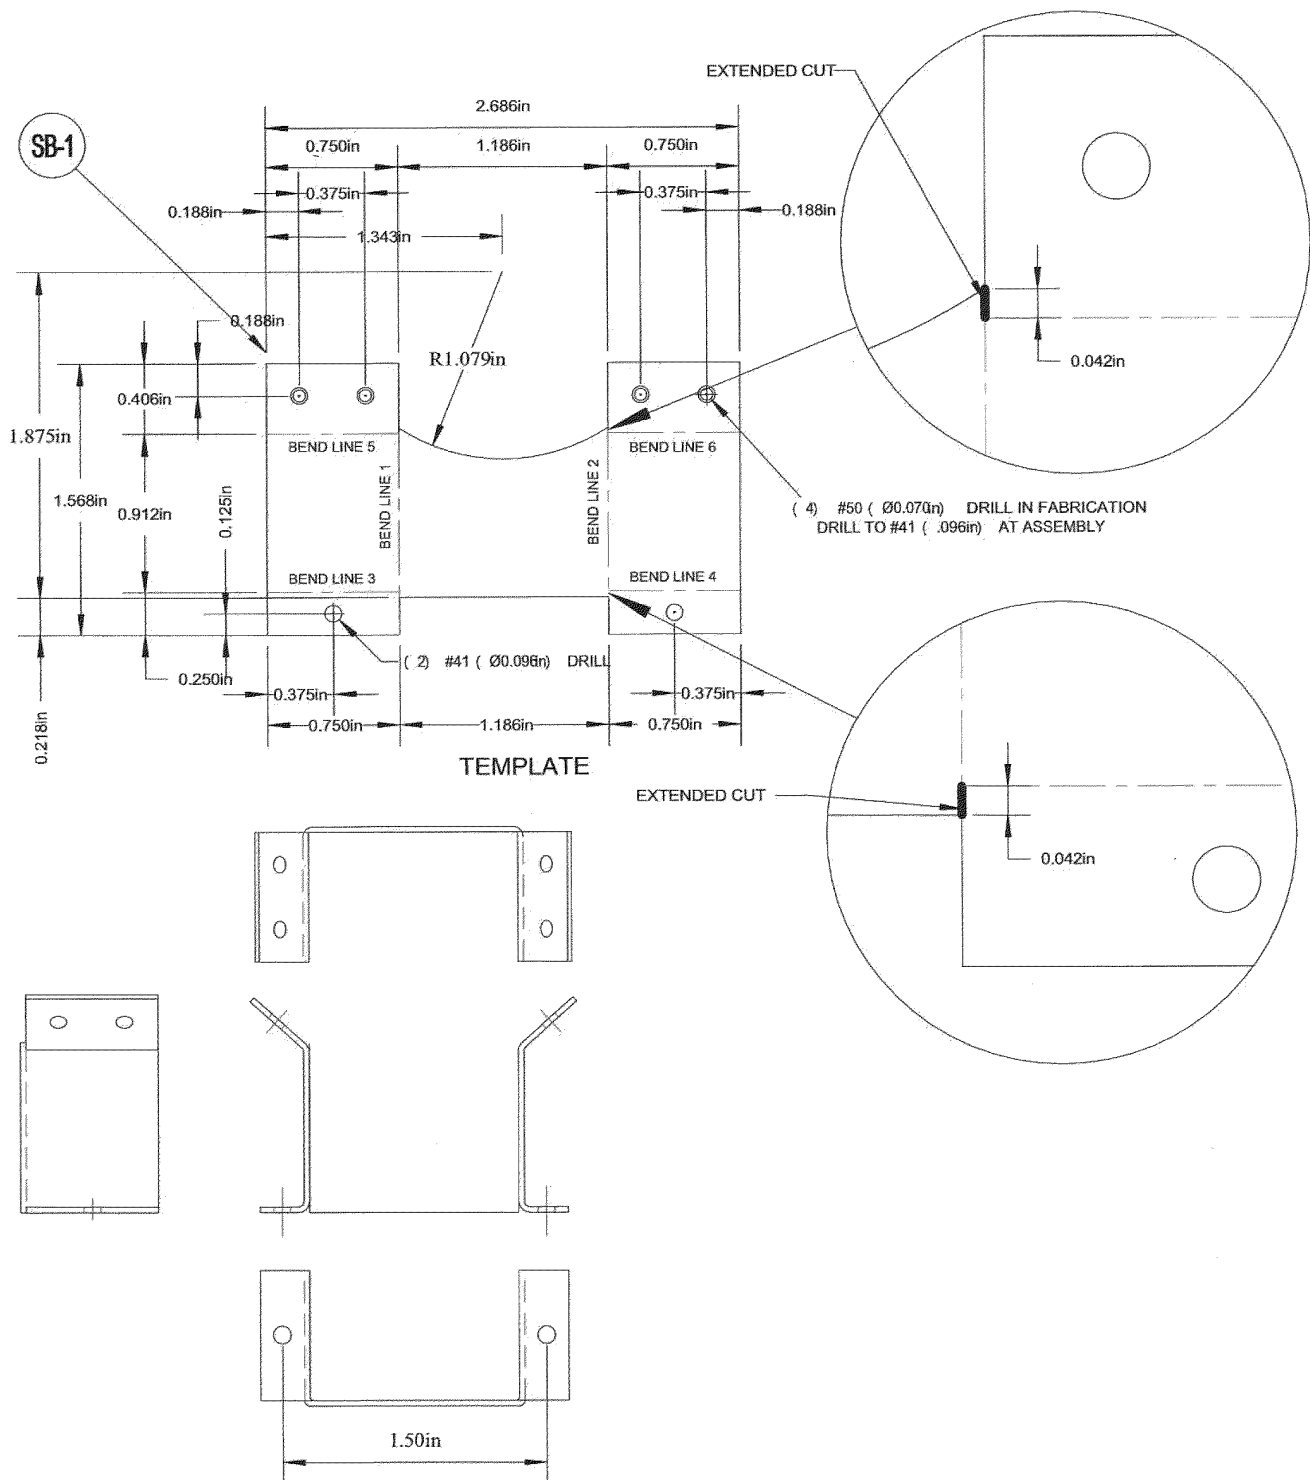 EXTENDED CUT
SB-1
2.686in
0.750in
1.186in
0.750in
0.375in
0.375in
0.188in
0.188in
1.343in
0.188in
R1.079in
0.042in
0.406in
1.875in
BEND LINE 5
BEND LINE 6
BEND LINE 1
BEND LINE 2
1.568in
0.912in
0.125in
( 4) #50 ( Ø0.070in) DRILL IN FABRICATION
DRILL TO #41 ( .096in) AT ASSEMBLY
BEND LINE 3
BEND LINE 4
( 2) #41 ( Ø0.096in) DRILL
0.250in
0.375in
0.375in
0.218in
0.750in
1.186in
0.750in
TEMPLATE
EXTENDED CUT
0.042in
1.50in